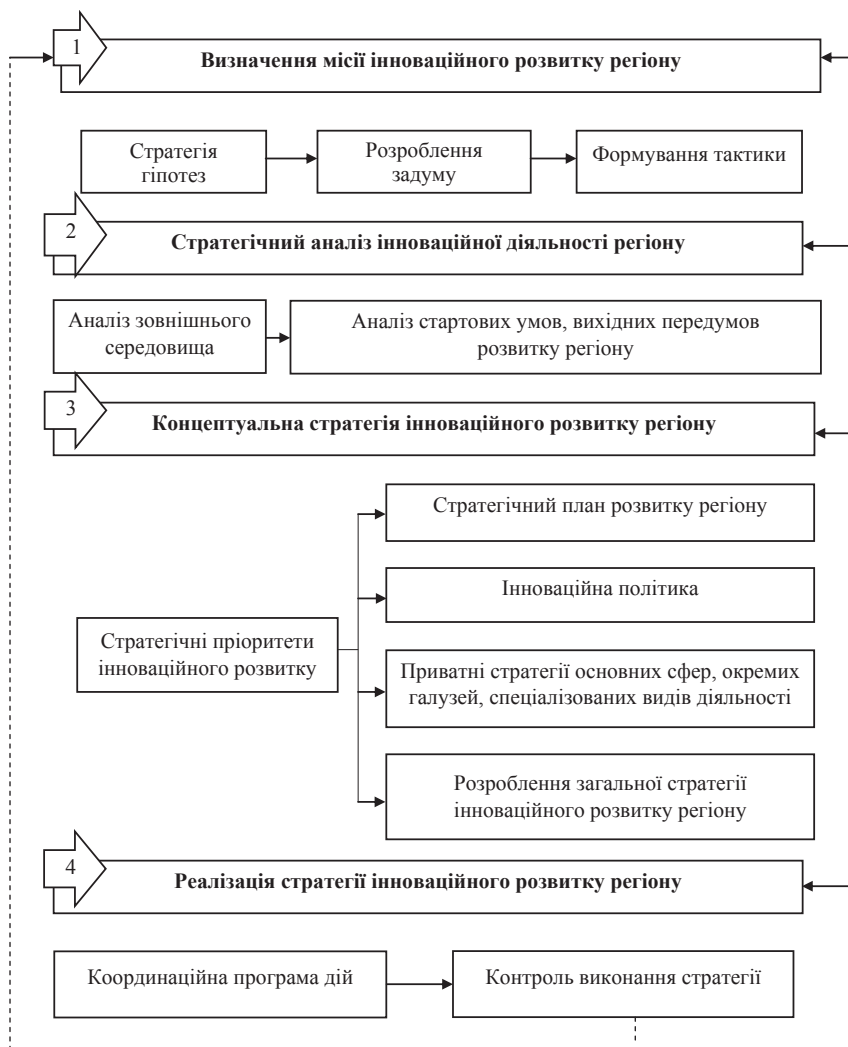 1
Визначення місії інноваційного розвитку регіону
Стратегія
гіпотез
Розроблення
задуму
Формування тактики
2
Стратегічний аналіз інноваційної діяльності регіону
Аналіз зовнішнього
середовища
Аналіз стартових умов, вихідних передумов
розвитку регіону
3
Концептуальна стратегія інноваційного розвитку регіону
Стратегічний план розвитку регіону
Інноваційна політика
Стратегічні пріоритети
інноваційного розвитку
Приватні стратегії основних сфер, окремих
галузей, спеціалізованих видів діяльності
Розроблення загальної стратегії
інноваційного розвитку регіону
4
Реалізація стратегії інноваційного розвитку регіону
Координаційна програма дій
Контроль виконання стратегії